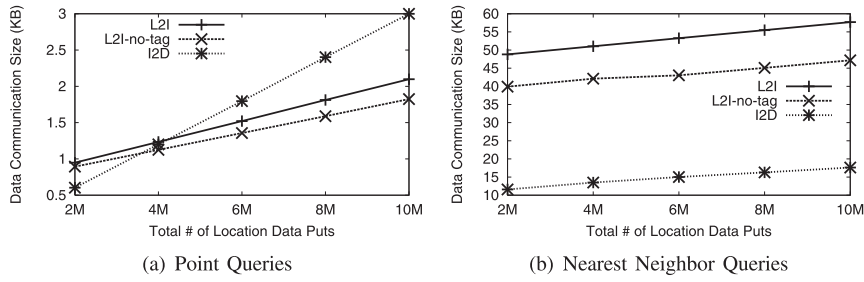 Data Communication Size (KB)
3
2.5
2
1.5
1
0.5
L2I
L2I-no-tag
I2D
2M
4M
6M
8M
10M
Total # of Location Data Puts
(a) Point Queries
Data Communication Size (KB)
60
55
50
45
40
35
30
25
20
15
10
L2I
L2I-no-tag
I2D
2M
4M
6M
8M
10M
Total # of Location Data Puts
(b) Nearest Neighbor Queries